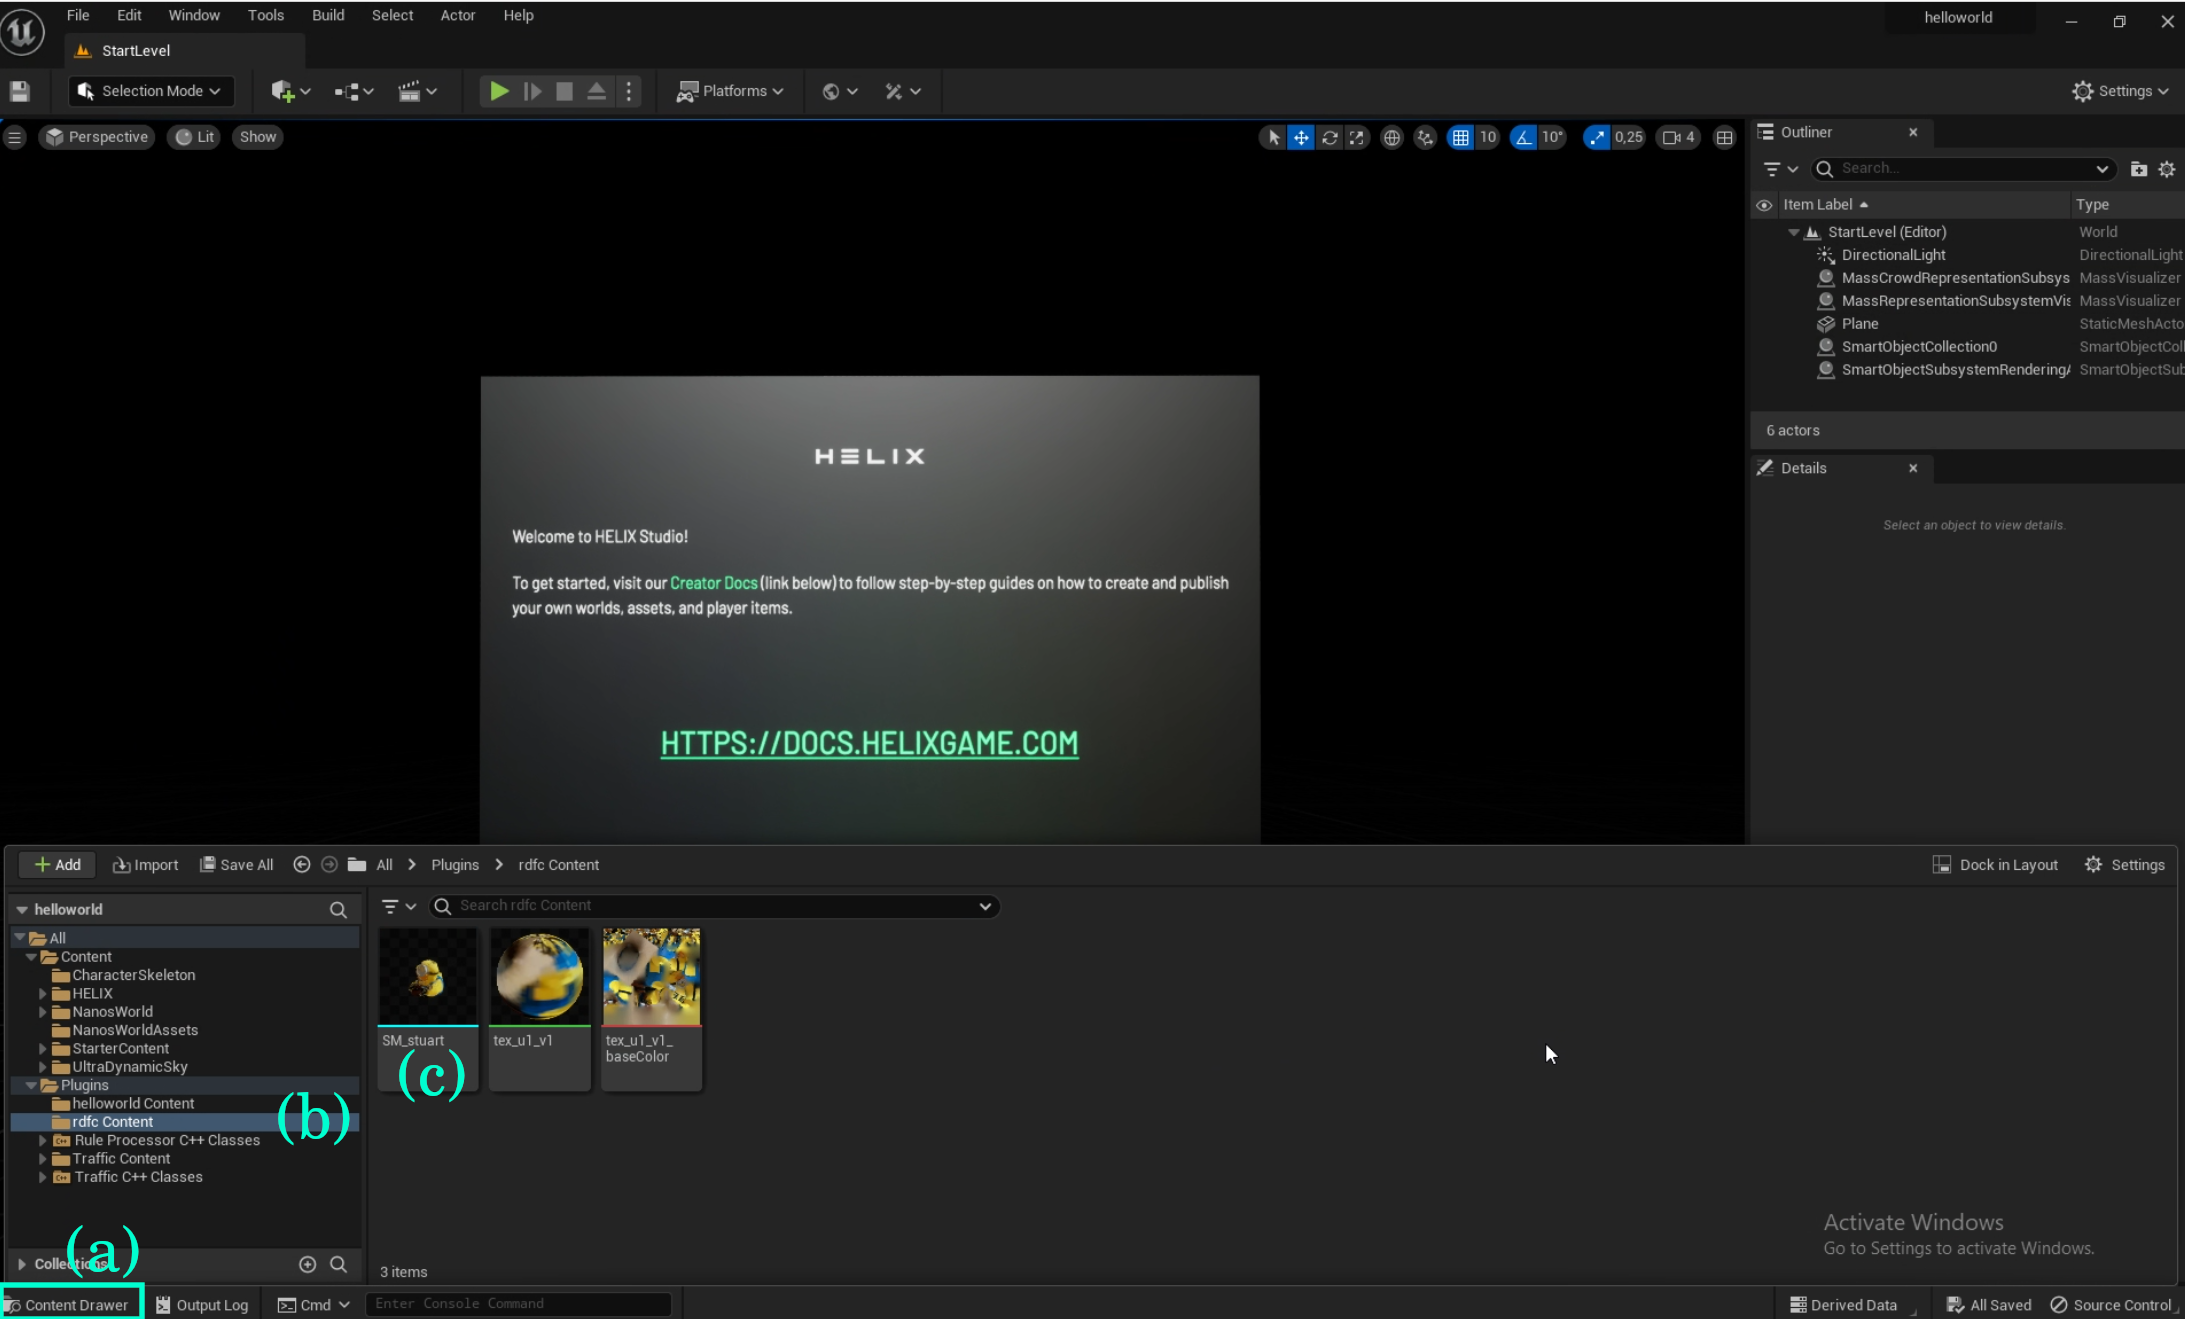 File Edit Window Tools Build Select Actor Help
helloworld
StartLevel
Selection Mode
Platforms
Settings
Perspective Lit Show
10 10° 0,25 4
Outliner
Search...
Item Label Type
StartLevel (Editor) World
DirectionalLight DirectionalLight
MassCrowdRepresentationSubsys MassVisualizer
MassRepresentationSubsystemVis MassVisualizer
Plane StaticMeshActo
SmartObjectCollection0 SmartObjectColl
SmartObjectSubsystemRendering SmartObjectSub
6 actors
Details
Select an object to view details.
HELIX
Welcome to HELIX Studio!
To get started, visit our Creator Docs (link below) to follow step-by-step guides on how to create and publish
your own worlds, assets, and player items.
HTTPS://DOCS.HELIXGAME.COM
Add Import Save All All Plugins rdfc Content
Dock in Layout Settings
helloworld
Search rdfc Content
All
Content
CharacterSkeleton
HELIX
NanosWorld
NanosWorldAssets
StarterContent
UltraDynamicSky
Plugins
helloworld Content
rdfc Content
Rule Processor C++ Classes
Traffic Content
Traffic C++ Classes
(b)
SM_stuart
(c)
tex_u1_v1
tex_u1_v1_
baseColor
(a)
Collections
3 items
Activate Windows
Go to Settings to activate Windows.
Content Drawer Output Log Cmd Enter Console Command
Derived Data All Saved Source Control